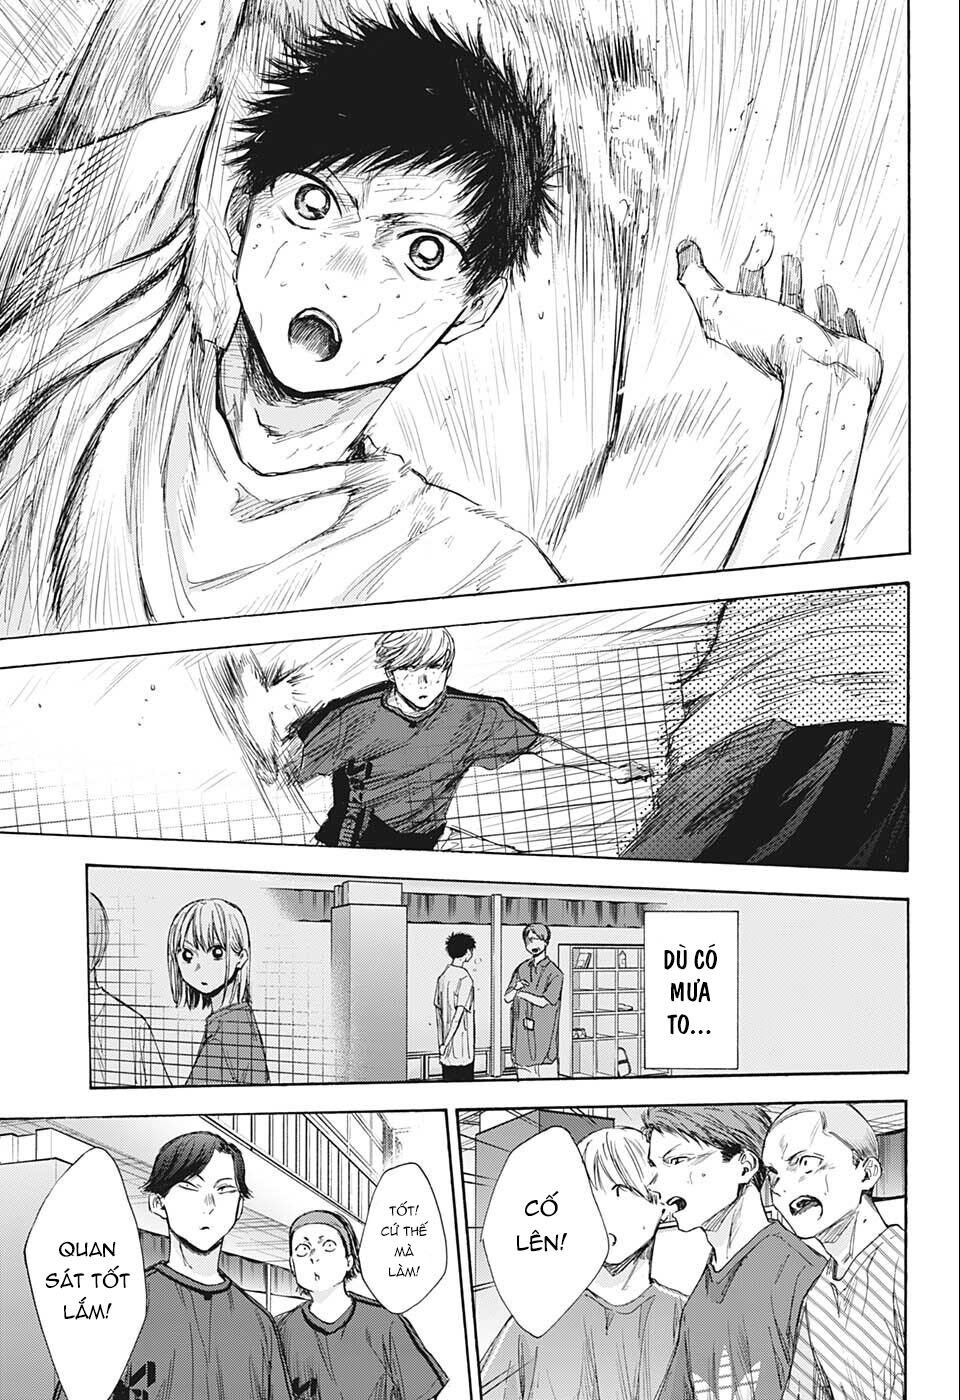 DÙ CÓ
MƯA
TO...
CỐ
LÊN!
TỐT!
CỨ THẾ
MÀ
LÀM!
QUAN
SÁT TỐT
LẮM!